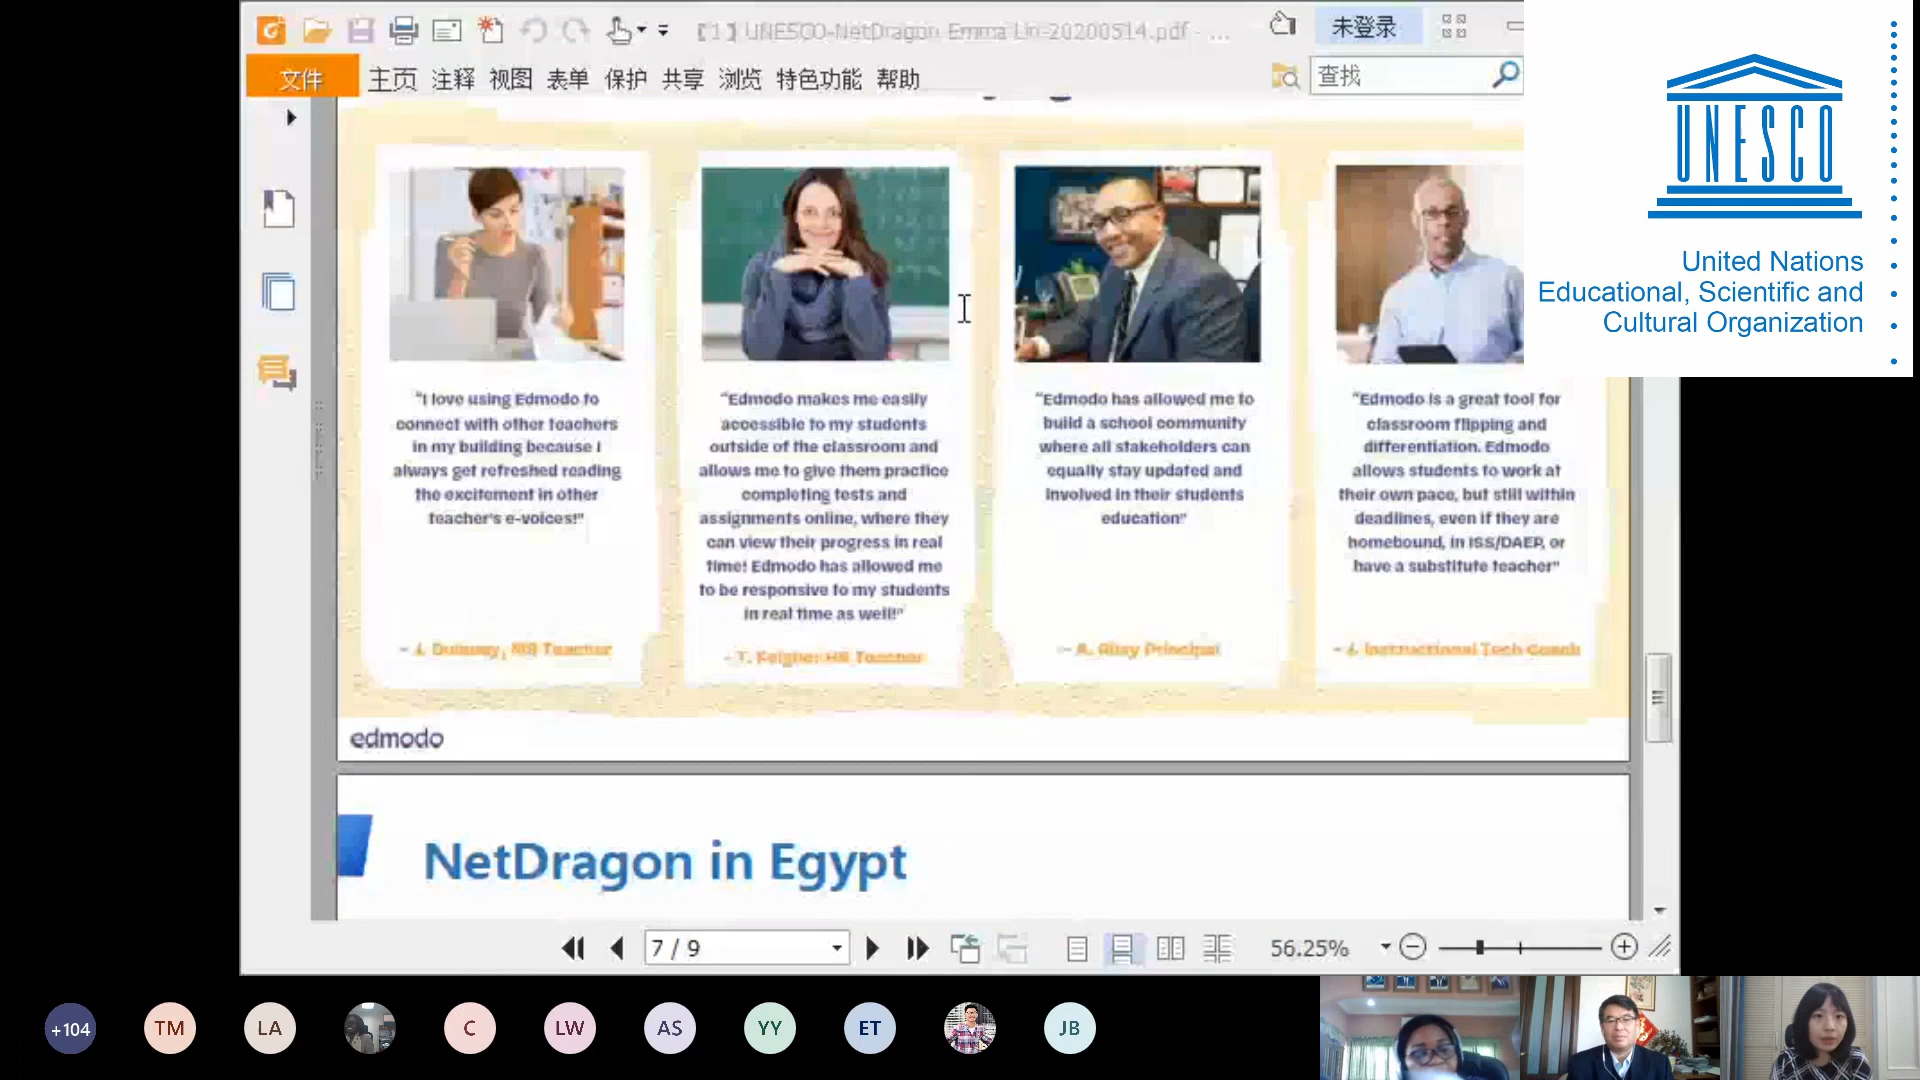 【1】UNESCO-NetDragon Emma Lin-20200514.pdf - ...
未登录
文件 主页 注释 视图 表单 保护 共享 浏览 特色功能 帮助
查找
UNESCO
United Nations
Educational, Scientific and
Cultural Organization
"I love using Edmodo to
connect with other teachers
in my building because I
always get refreshed reading
the excitement in other
teacher's e-voices!"
"Edmodo makes me easily
accessible to my students
outside of the classroom and
allows me to give them practice
completing tests and
assignments online, where they
can view their progress in real
time! Edmodo has allowed me
to be responsive to my students
in real time as well!"
"Edmodo has allowed me to
build a school community
where all stakeholders can
equally stay updated and
involved in their students
education"
"Edmodo is a great tool for
classroom flipping and
differentiation. Edmodo
allows students to work at
their own pace, but still within
deadlines, even if they are
homebound, in ISS/DAEP, or
have a substitute teacher"
- J. Teacher
- T. HS Teacher
- A. Principal
- J. Instructional Tech Coach
edmodo
NetDragon in Egypt
7 / 9
56.25%
+104
TM
LA
C
LW
AS
YY
ET
JB